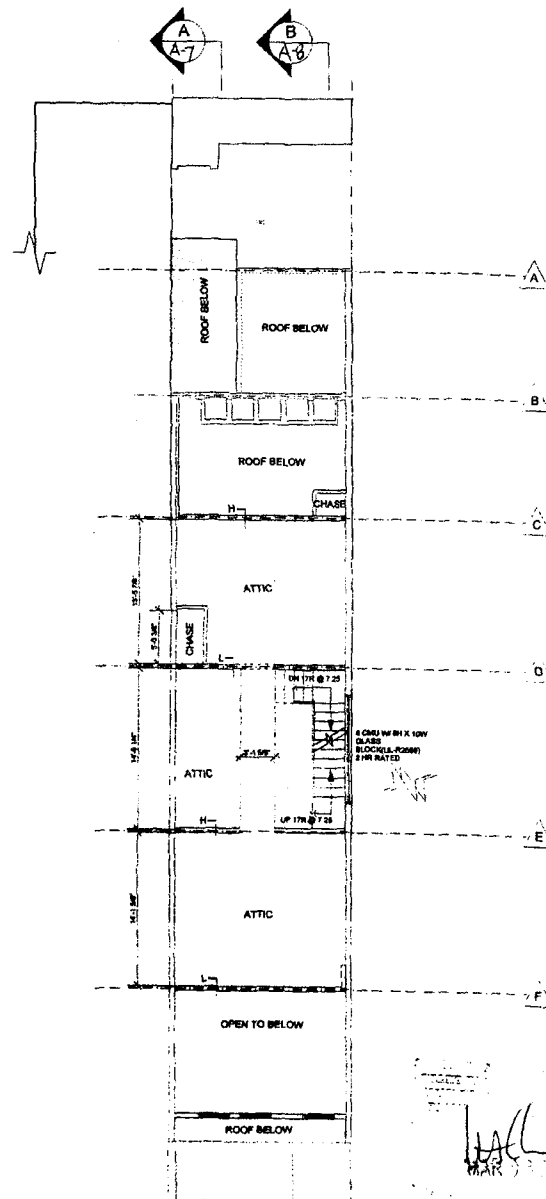 A
A-7
B
A-8
A
ROOF BELOW
ROOF BELOW
B
ROOF BELOW
H
CHASE
C
ATTIC
CHASE
L
D
DN 17R @ 7.25
8 CMU W/ 8H X 10W
GLASS
2 HR RATED
ATTIC
H
UP 17R @ 7.25
E
ATTIC
L
F
OPEN TO BELOW
ROOF BELOW
MAR